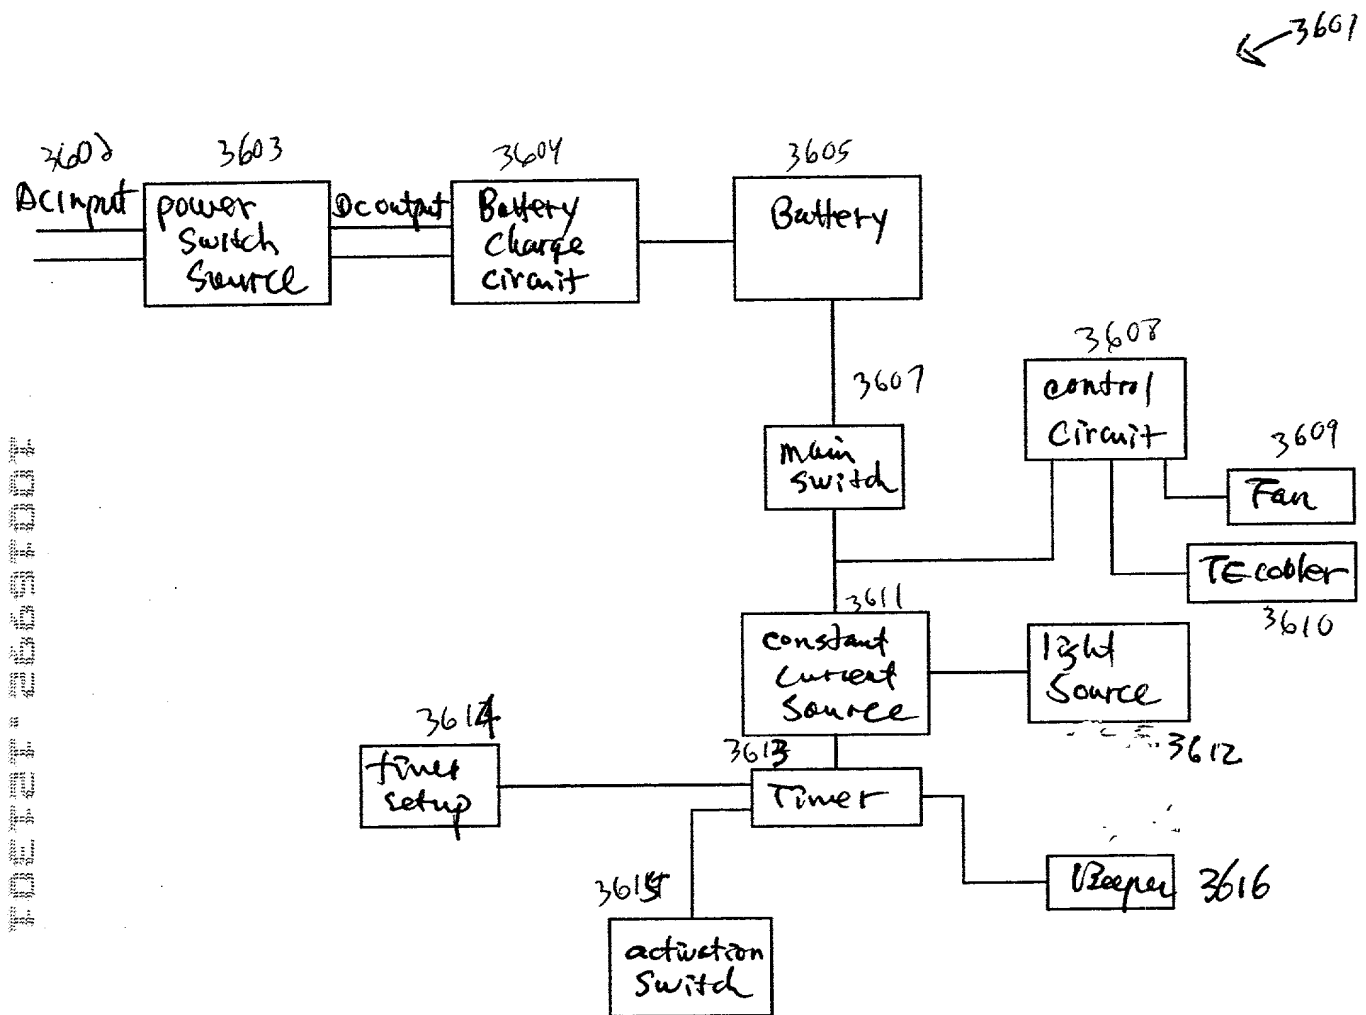 3601
3602
3603
3604
3605
AC input
power
switch
source
DC output
Battery
charge
circuit
Battery
3607
main
switch
3608
control
circuit
3609
Fan
TE cooler
3610
3611
constant
current
source
light
source
3612
3613
Timer
3614
timer
setup
3615
activation
switch
Beeper
3616